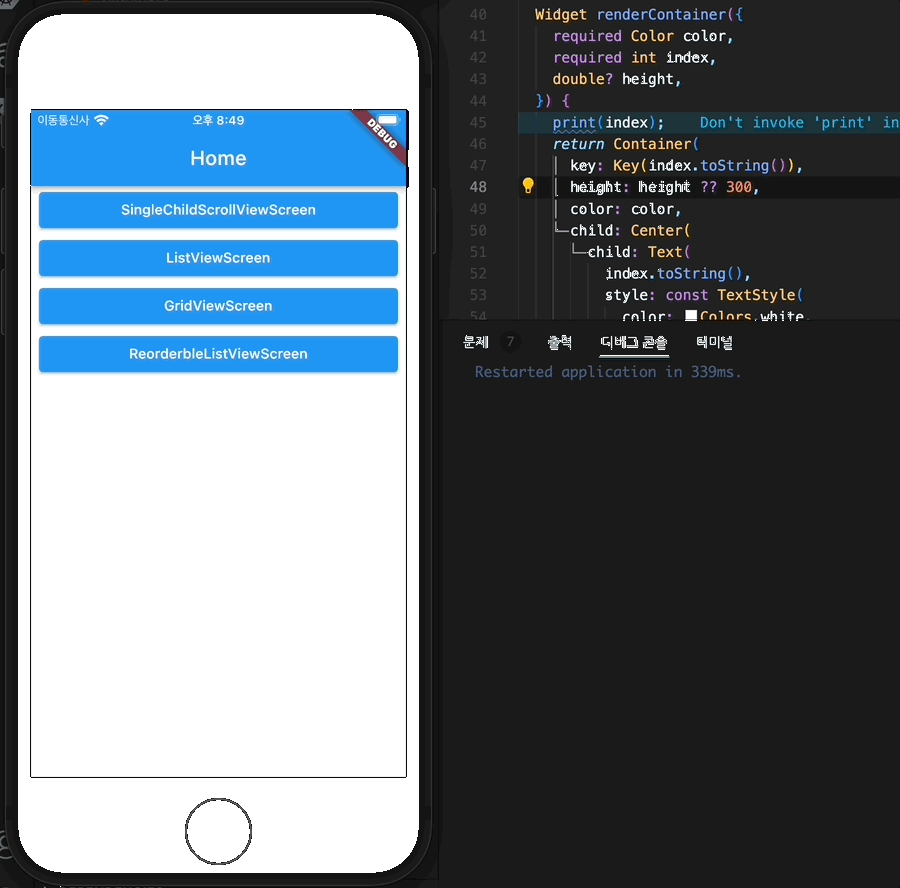 이동통신사 오후 8:49
DEBUG
Home
SingleChildScrollViewScreen
ListViewScreen
GridViewScreen
ReorderbleListViewScreen
40 Widget renderContainer({
41 required Color color,
42 required int index,
43 double? height,
44 }) {
45 print(index); Don't invoke 'print' in
46 return Container(
47 key: Key(index.toString()),
48 height: height ?? 300,
49 color: color,
50 child: Center(
51 child: Text(
52 index.toString(),
53 style: const TextStyle(
54 color: Colors.white,
문제 7 출력 디버그 콘솔 터미널
Restarted application in 339ms.